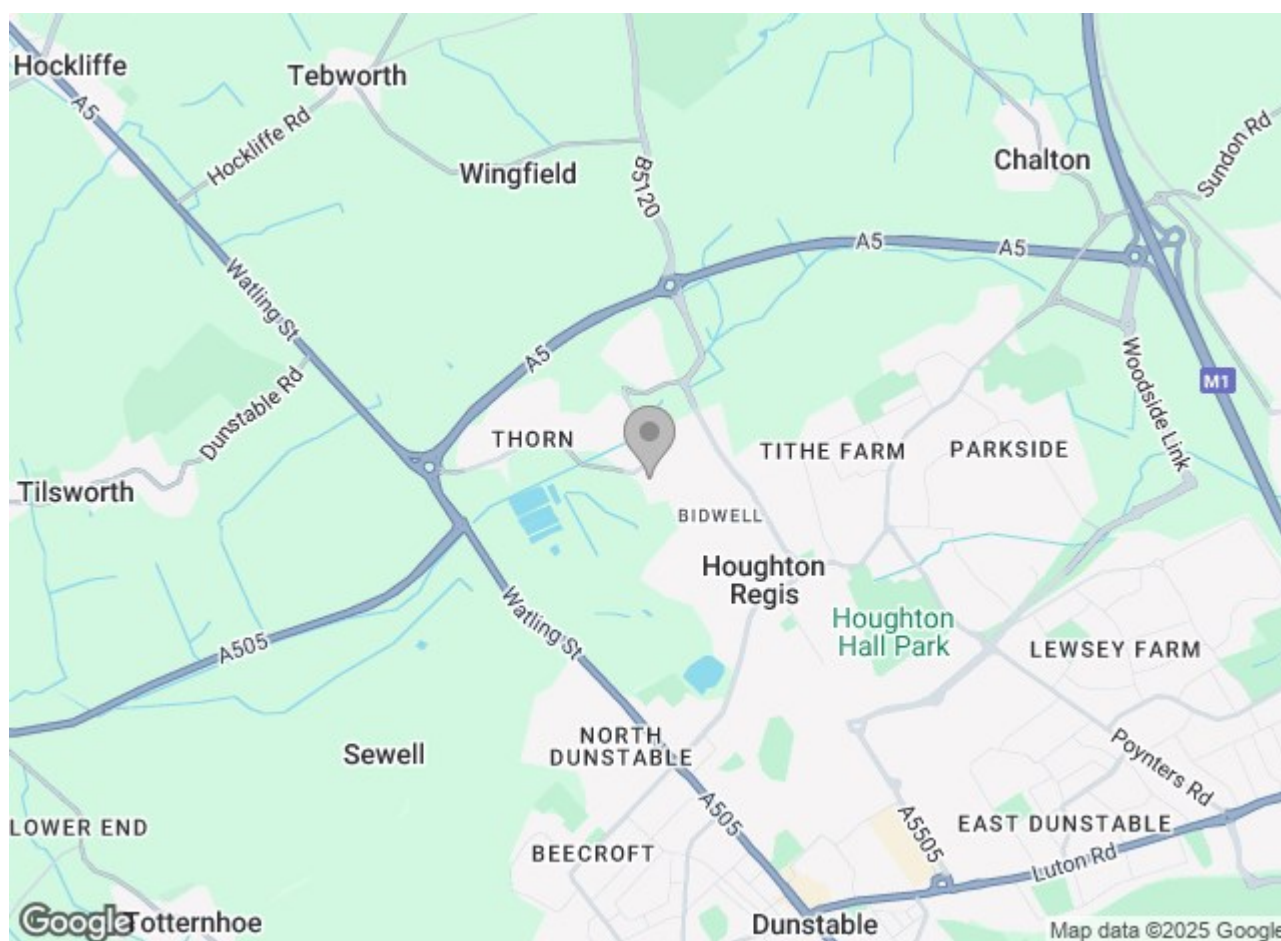 Hockliffe
Tebworth
A5
Hockliffe Rd
Wingfield
B5120
Chalton
Sundon Rd
A5
A5
Watling St
A5
M1
Woodside Link
Dunstable Rd
THORN
TITHE FARM
PARKSIDE
Tilsworth
BIDWELL
Houghton
Regis
Watling St
Houghton
Hall Park
A505
LEWSEY FARM
NORTH
DUNSTABLE
Sewell
Poynters Rd
A505
A5505
LOWER END
EAST DUNSTABLE
BEECROFT
Luton Rd
Google
Totternhoe
Dunstable
Map data ©2025 Google